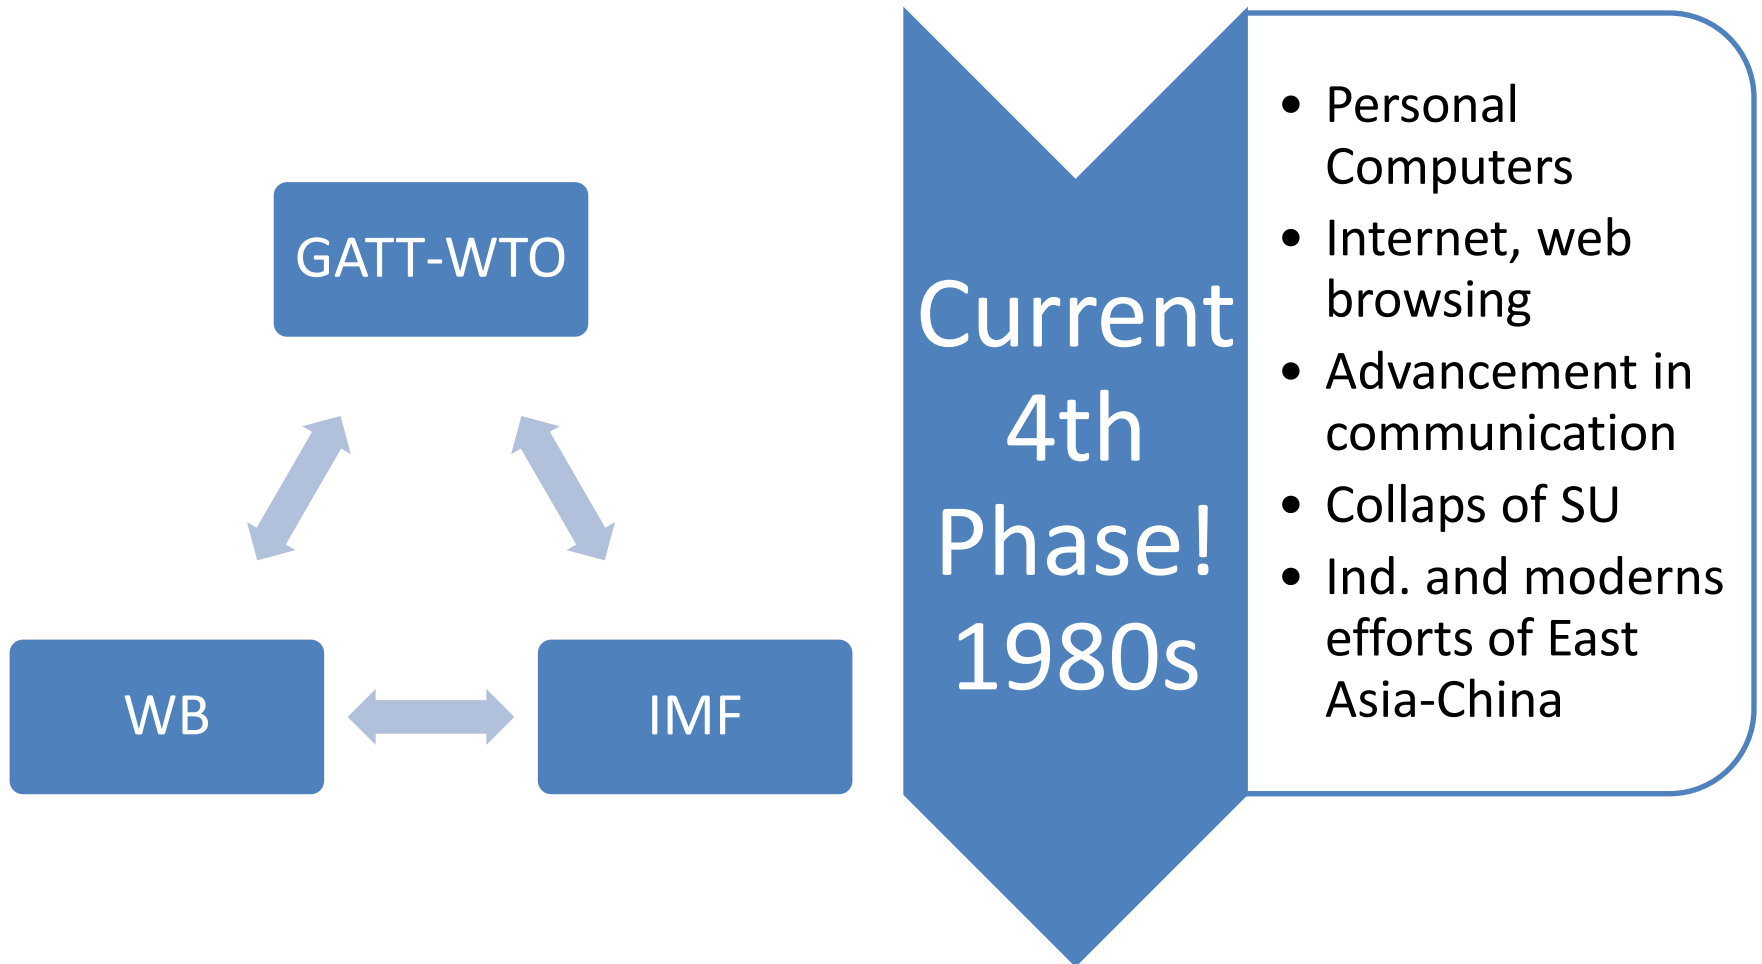 GATT-WTO
WB
IMF
Current
4th
Phase!
1980s
• Personal
Computers
• Internet, web
browsing
• Advancement in
communication
• Collaps of SU
• Ind. and moderns
efforts of East
Asia-China